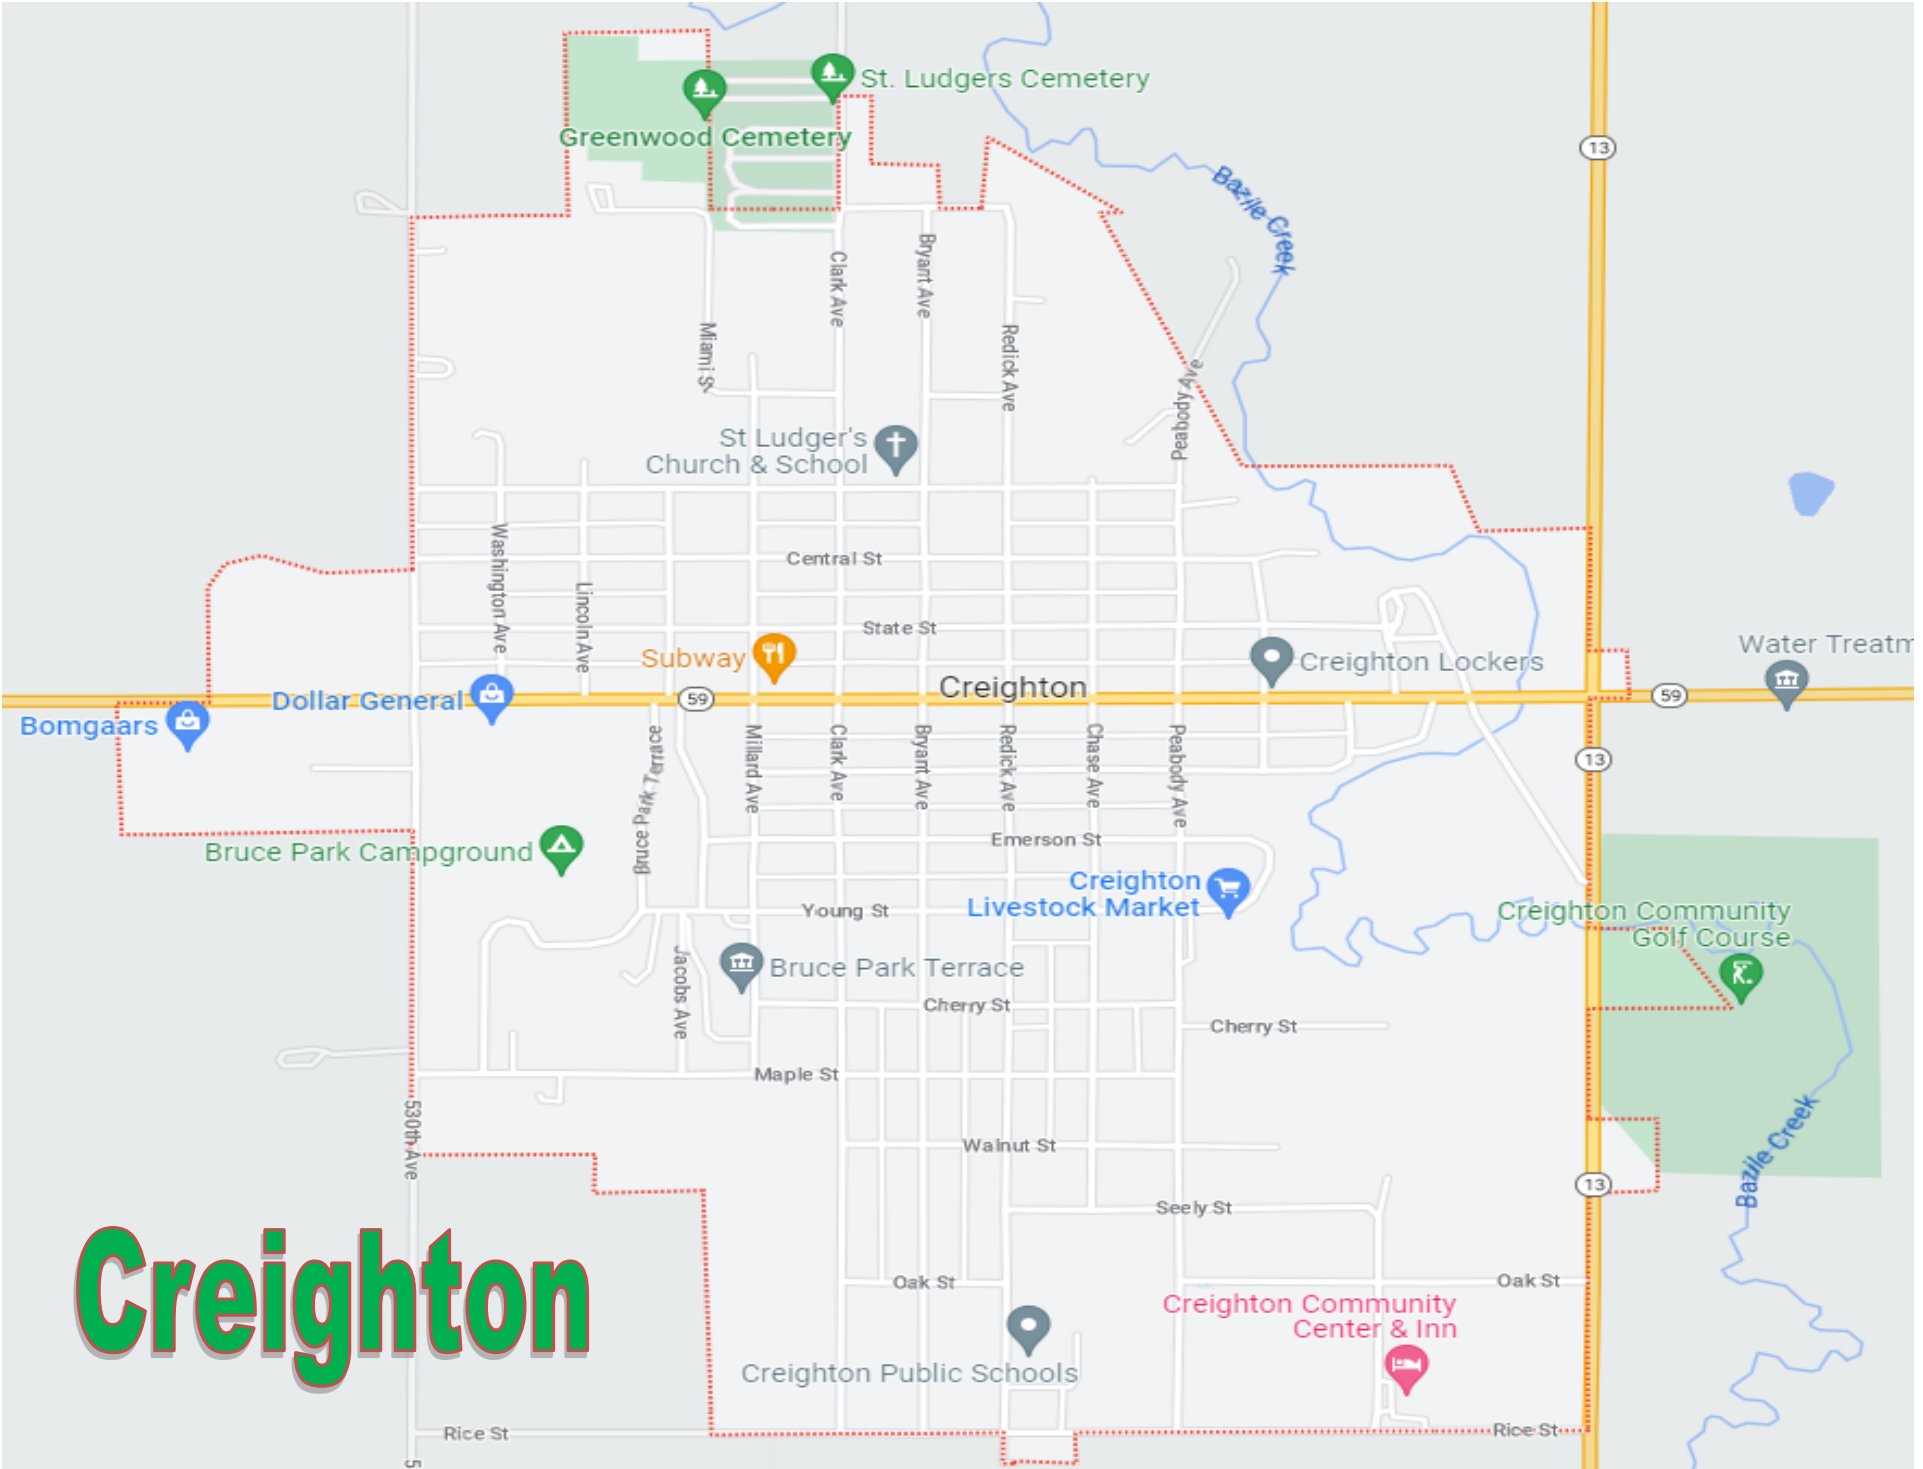 St. Ludgers Cemetery
Greenwood Cemetery
13
Bazile Creek
Clark Ave
Bryant Ave
Miami St
Redick Ave
Peabody Ave
St Ludger's
Church & School
Washington Ave
Central St
Lincoln Ave
State St
Subway
Creighton Lockers
Water Treatm
Creighton
Dollar General
59
59
Bomgaars
Bruce Park Terrace
Millard Ave
Clark Ave
Bryant Ave
Redick Ave
Chase Ave
Peabody Ave
13
Emerson St
Bruce Park Campground
Creighton
Livestock Market
Young St
Creighton Community
Golf Course
Jacobs Ave
Bruce Park Terrace
Cherry St
Cherry St
Maple St
530th Ave
Bazile Creek
Walnut St
13
Seely St
Creighton
Oak St
Oak St
Creighton Community
Center & Inn
Creighton Public Schools
Rice St
Rice St
5